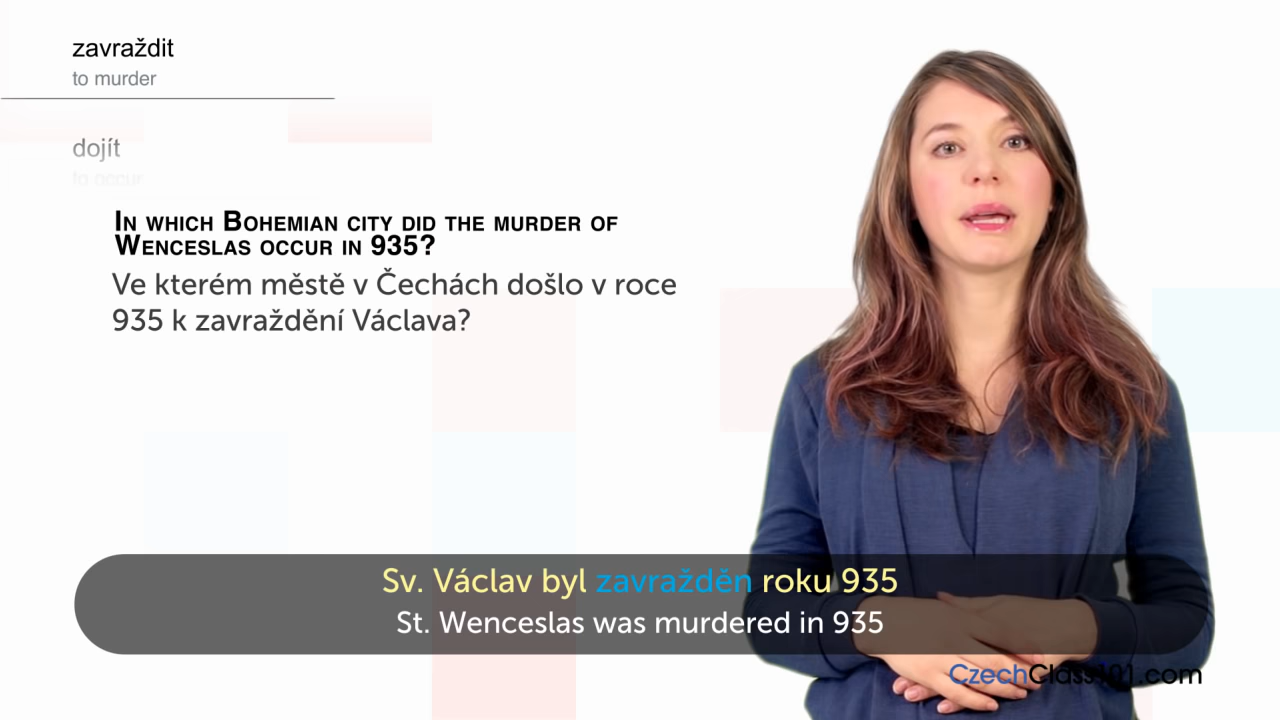 zavraždit
to murder
dojít
to occur
In which Bohemian city did the murder of
Wenceslas occur in 935?
Ve kterém městě v Čechách došlo v roce
935 k zavraždění Václava?
Sv. Václav byl zavražděn roku 935
St. Wenceslas was murdered in 935
CzechClass101.com